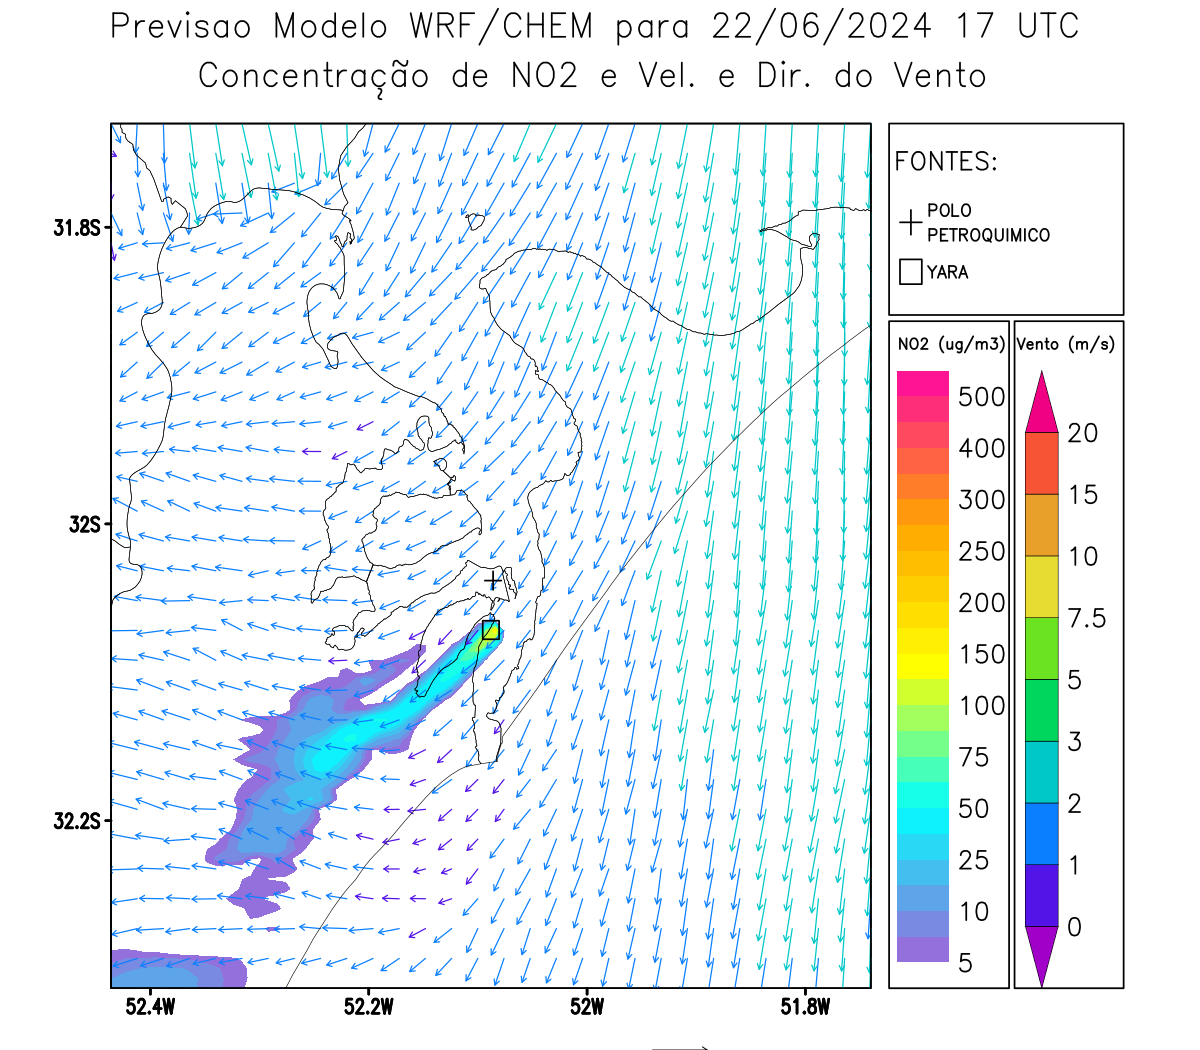 Previsao Modelo WRF/CHEM para 22/06/2024 17 UTC
Concentração de NO2 e Vel. e Dir. do Vento
FONTES:
POLO
PETROQUIMICO
YARA
NO2 (ug/m3)
500
400
300
250
200
150
100
75
50
25
10
5
Vento (m/s)
20
15
10
7.5
5
3
2
1
0
31.8S
32S
32.2S
52.4W
52.2W
52W
51.8W